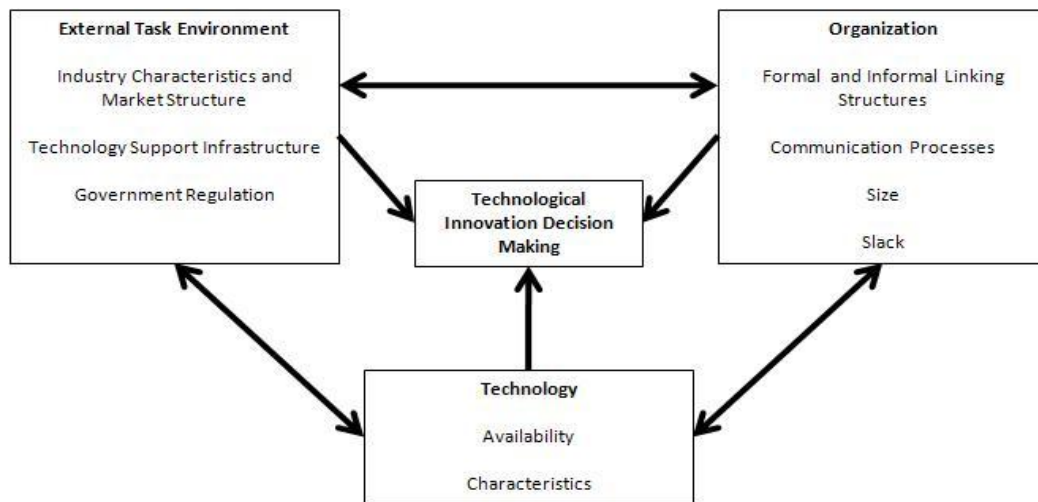 External Task Environment
Industry Characteristics and
Market Structure
Technology Support Infrastructure
Government Regulation
Organization
Formal and Informal Linking
Structures
Communication Processes
Size
Slack
Technological
Innovation Decision
Making
Technology
Availability
Characteristics